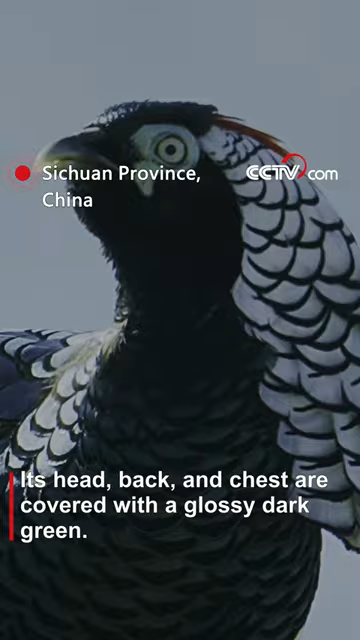 Sichuan Province,
China
CCTV.com
Its head, back, and chest are
covered with a glossy dark
green.